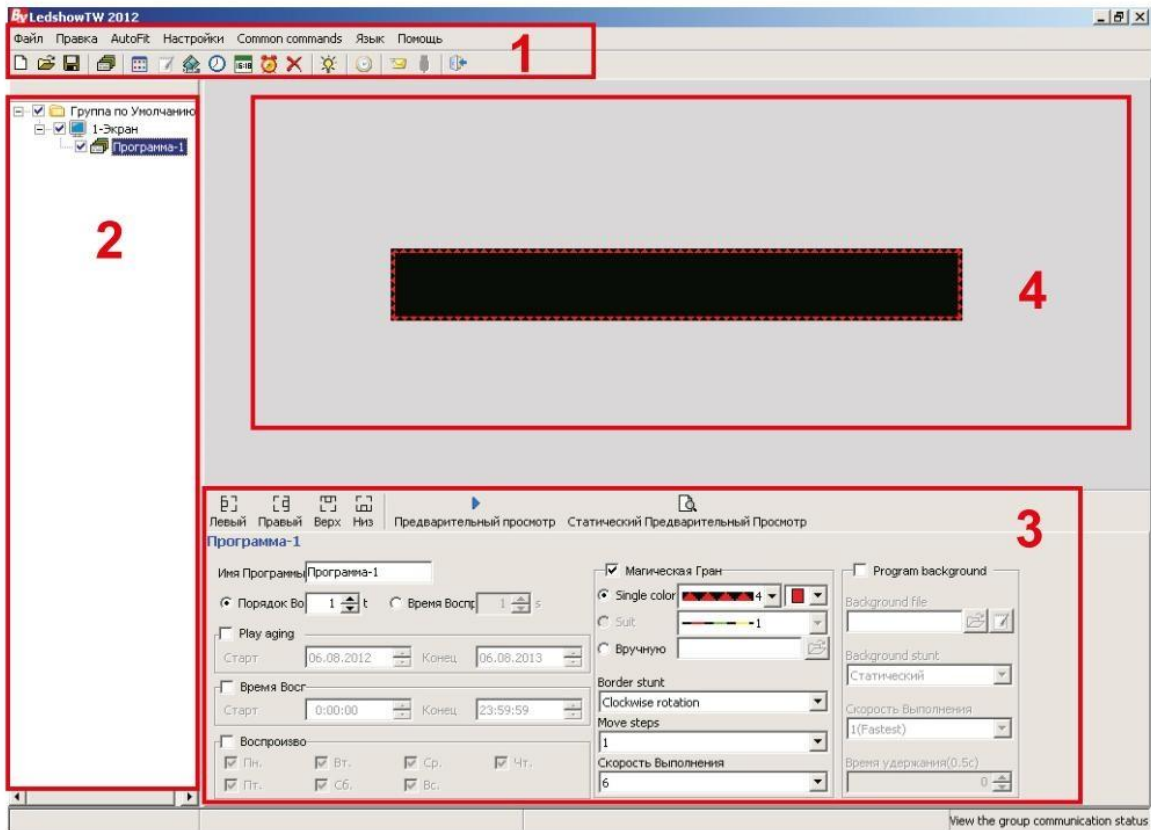 By LedshowTW 2012
Файл Правка AutoFit Настройки Common commands Язык Помощь
1
Группа по Умолчанию
1-Экран
Программа-1
2
4
Левый Правый Верх Низ Предварительный просмотр Статический Предварительный Просмотр
3
Программа-1
Имя Программы Программа-1
Порядок Во 1 t Время Воспр 1 s
Play aging
Старт 06.08.2012 Конец 06.08.2013
Время Восг
Старт 0:00:00 Конец 23:59:59
Воспроизво
Пн. Вт. Ср. Чт.
Пт. Сб. Вс.
Магическая Гран
Single color 4
Suit 1
Вручную
Border stunt
Clockwise rotation
Move steps
1
Скорость Выполнения
6
Program background
Background file
Background stunt
Статический
Скорость Выполнения
1(Fastest)
Время удержания(0.5с)
0
View the group communication status